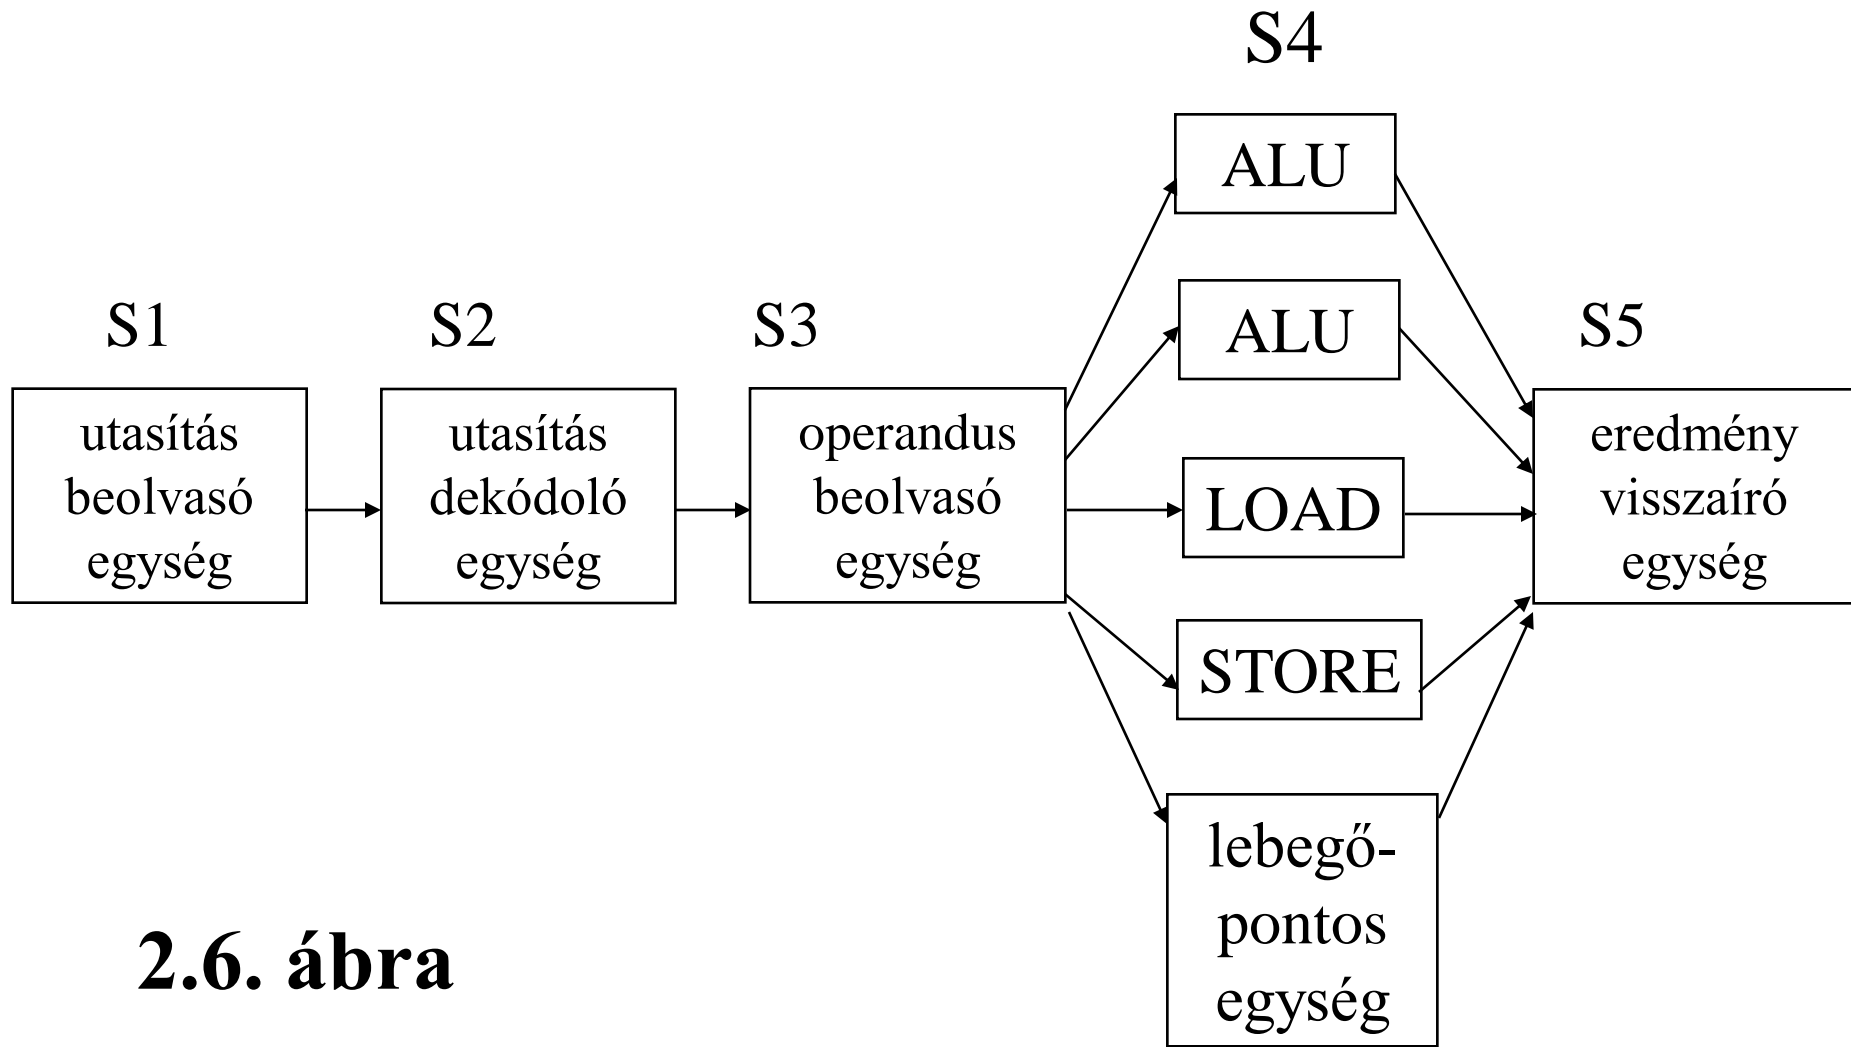 S4
ALU
ALU
S1
S2
S3
S5
utasítás
beolvasó
egység
utasítás
dekódoló
egység
operandus
beolvasó
egység
LOAD
STORE
lebegő-
pontos
egység
eredmény
visszaíró
egység
2.6. ábra